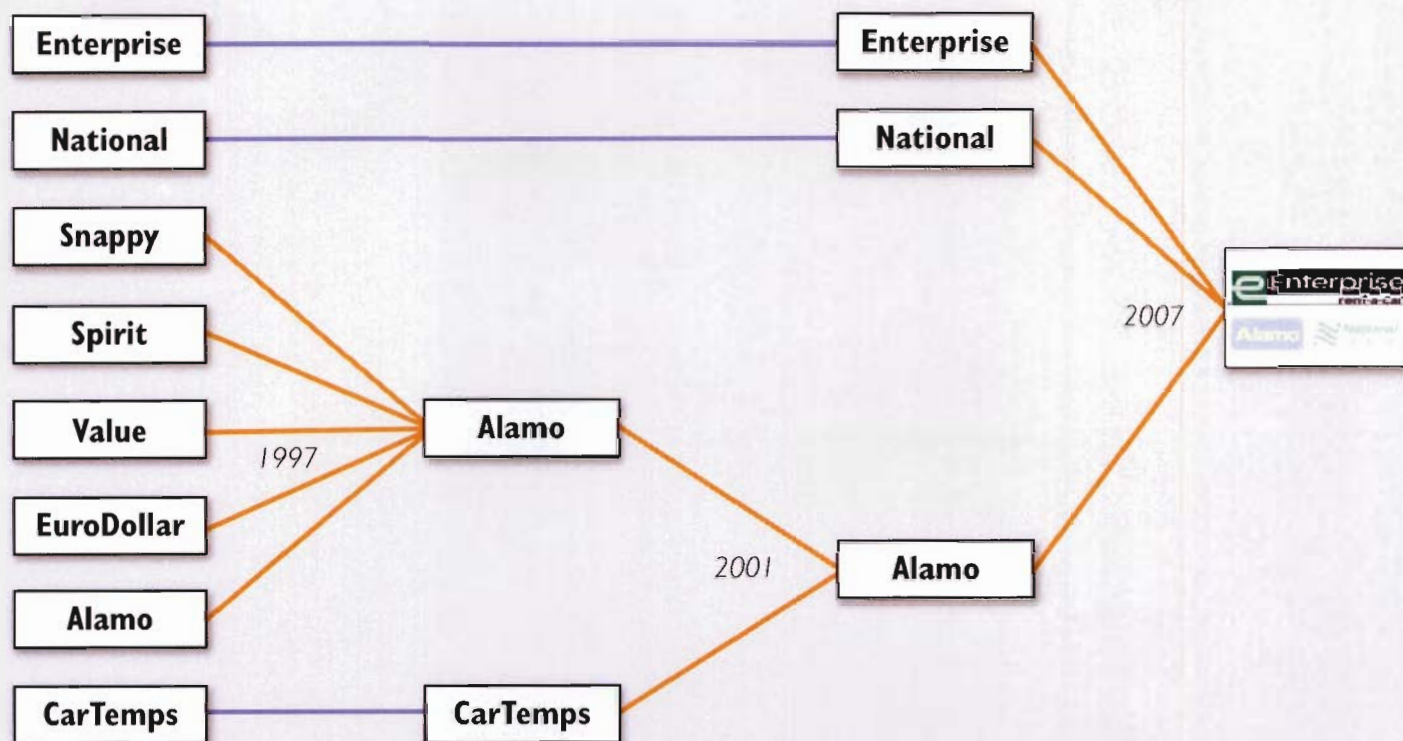 Enterprise
National
Snappy
Spirit
Value
EuroDollar
Alamo
CarTemps
1997
Alamo
CarTemps
2001
Enterprise
National
Alamo
2007
Enterprise
rent-a-car
Alamo
National